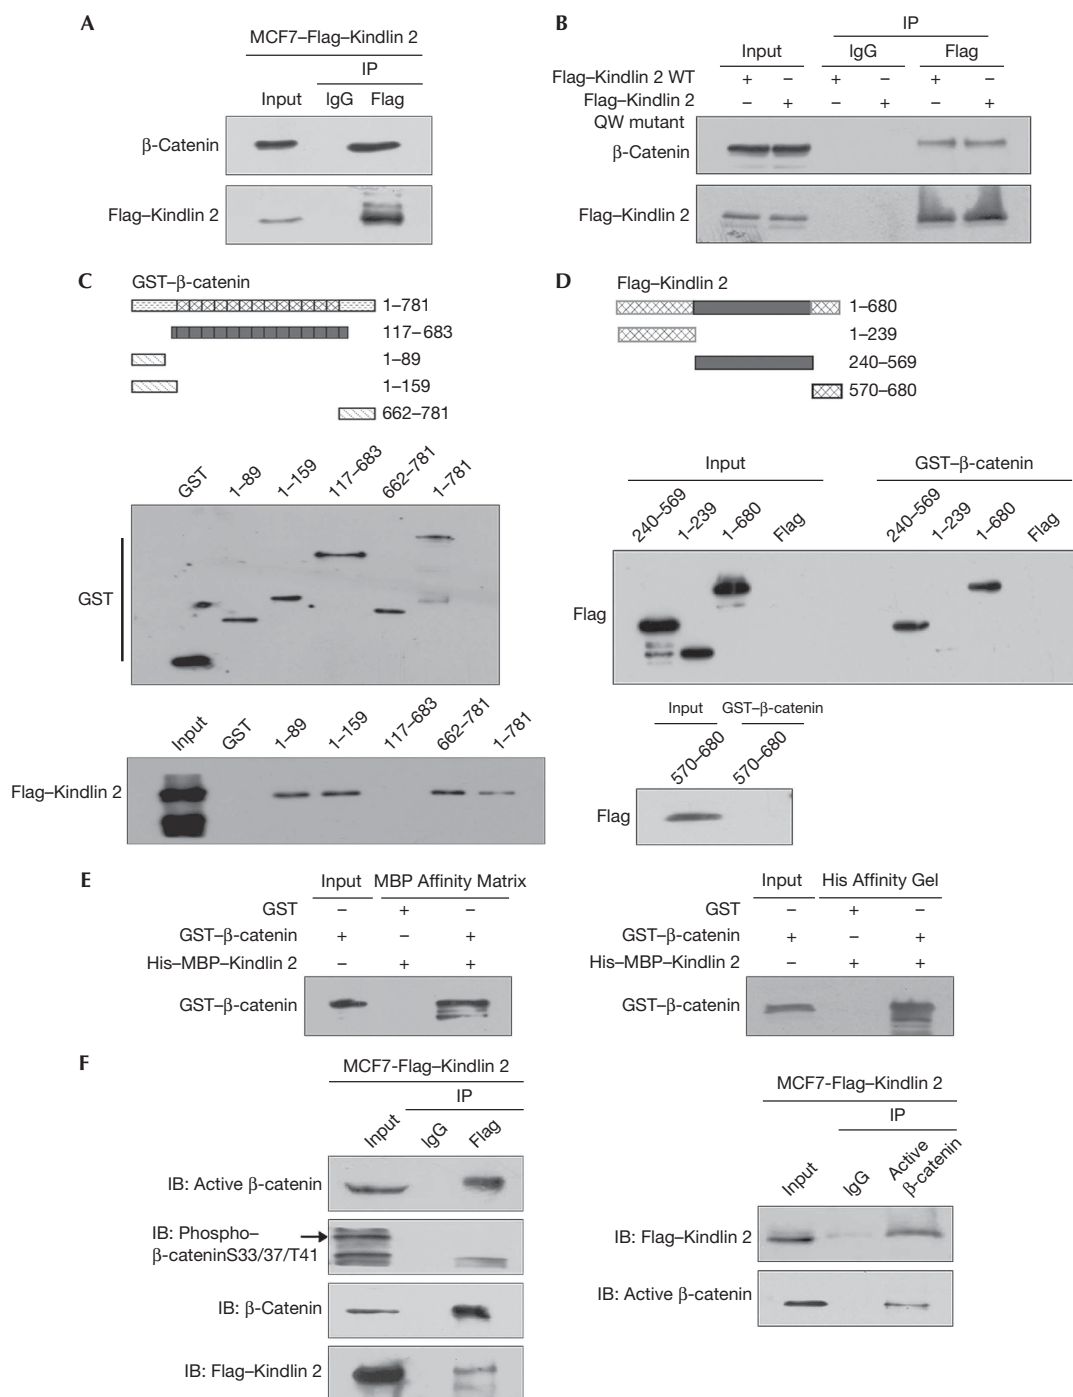 A
MCF7–Flag–Kindlin 2
IP
Input IgG Flag
β-Catenin
Flag–Kindlin 2
B
IP
Input IgG Flag
Flag–Kindlin 2 WT + – + – + –
Flag–Kindlin 2 – + – + – +
QW mutant
β-Catenin
Flag–Kindlin 2
C
GST–β-catenin
1–781
117–683
1–89
1–159
662–781
GST 1–89 1–159 117–683 662–781 1–781
GST
Input GST 1–89 1–159 117–683 662–781 1–781
Flag–Kindlin 2
D
Flag–Kindlin 2
1–680
1–239
240–569
570–680
Input GST–β-catenin
240–569 1–239 1–680 Flag 240–569 1–239 1–680 Flag
Flag
Input GST–β-catenin
570–680 570–680
Flag
E
Input MBP Affinity Matrix
GST – + –
GST–β-catenin + – +
His–MBP–Kindlin 2 – + +
GST–β-catenin
Input His Affinity Gel
GST – + –
GST–β-catenin + – +
His–MBP–Kindlin 2 – + +
GST–β-catenin
F
MCF7-Flag–Kindlin 2
IP
Input IgG Flag
IB: Active β-catenin
IB: Phospho–
β-cateninS33/37/T41
IB: β-Catenin
IB: Flag–Kindlin 2
MCF7-Flag–Kindlin 2
IP
Input IgG Active
β-catenin
IB: Flag–Kindlin 2
IB: Active β-catenin